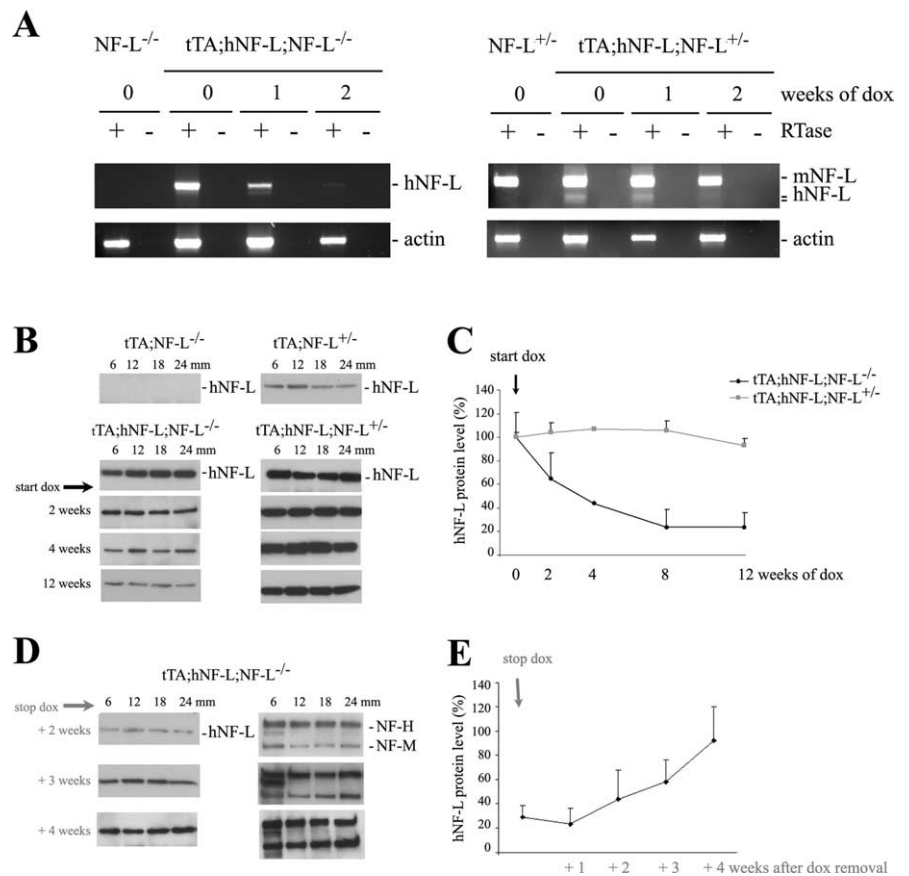 A
NF-L-/- tTA;hNF-L;NF-L-/- NF-L+/- tTA;hNF-L;NF-L+/-
0 0 1 2 0 0 1 2 weeks of dox
+ - + - + - + - + - + - + - + - RTase
- hNF-L - mNF-L
= hNF-L
- actin - actin
B
tTA;NF-L-/- tTA;NF-L+/-
6 12 18 24 mm 6 12 18 24 mm
-hNF-L -hNF-L
tTA;hNF-L;NF-L-/- tTA;hNF-L;NF-L+/-
6 12 18 24 mm 6 12 18 24 mm
-hNF-L -hNF-L
start dox
2 weeks
4 weeks
12 weeks
C
start dox
tTA;hNF-L;NF-L-/-
tTA;hNF-L;NF-L+/-
hNF-L protein level (%)
140
120
100
80
60
40
20
0
0 2 4 8 12 weeks of dox
D
tTA;hNF-L;NF-L-/-
stop dox 6 12 18 24 mm 6 12 18 24 mm
+ 2 weeks -hNF-L -NF-H
-NF-M
+ 3 weeks
+ 4 weeks
E
stop dox
hNF-L protein level (%)
140
120
100
80
60
40
20
0
+ 1 + 2 + 3 + 4 weeks after dox removal